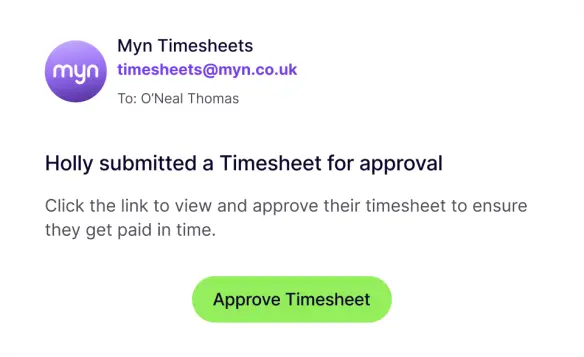 myn
Myn Timesheets
timesheets@myn.co.uk
To: O’Neal Thomas
Holly submitted a Timesheet for approval
Click the link to view and approve their timesheet to ensure
they get paid in time.
Approve Timesheet